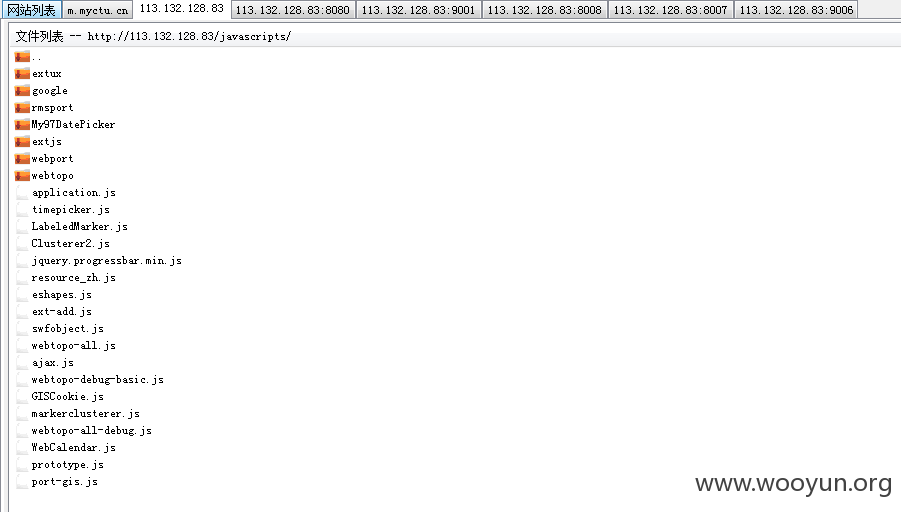 网站列表 m.myctu.cn 113.132.128.83 113.132.128.83:8080 113.132.128.83:9001 113.132.128.83:8008 113.132.128.83:8007 113.132.128.83:9006
文件列表 -- http://113.132.128.83/javascripts/
..
extux
google
rmsport
My97DatePicker
extjs
webport
webtopo
application.js
timepicker.js
LabeledMarker.js
Clusterer2.js
jquery.progressbar.min.js
resource_zh.js
eshapes.js
ext-add.js
swfobject.js
webtopo-all.js
ajax.js
webtopo-debug-basic.js
GISCookie.js
markerclusterer.js
webtopo-all-debug.js
WebCalendar.js
prototype.js
port-gis.js
www.wooyun.org